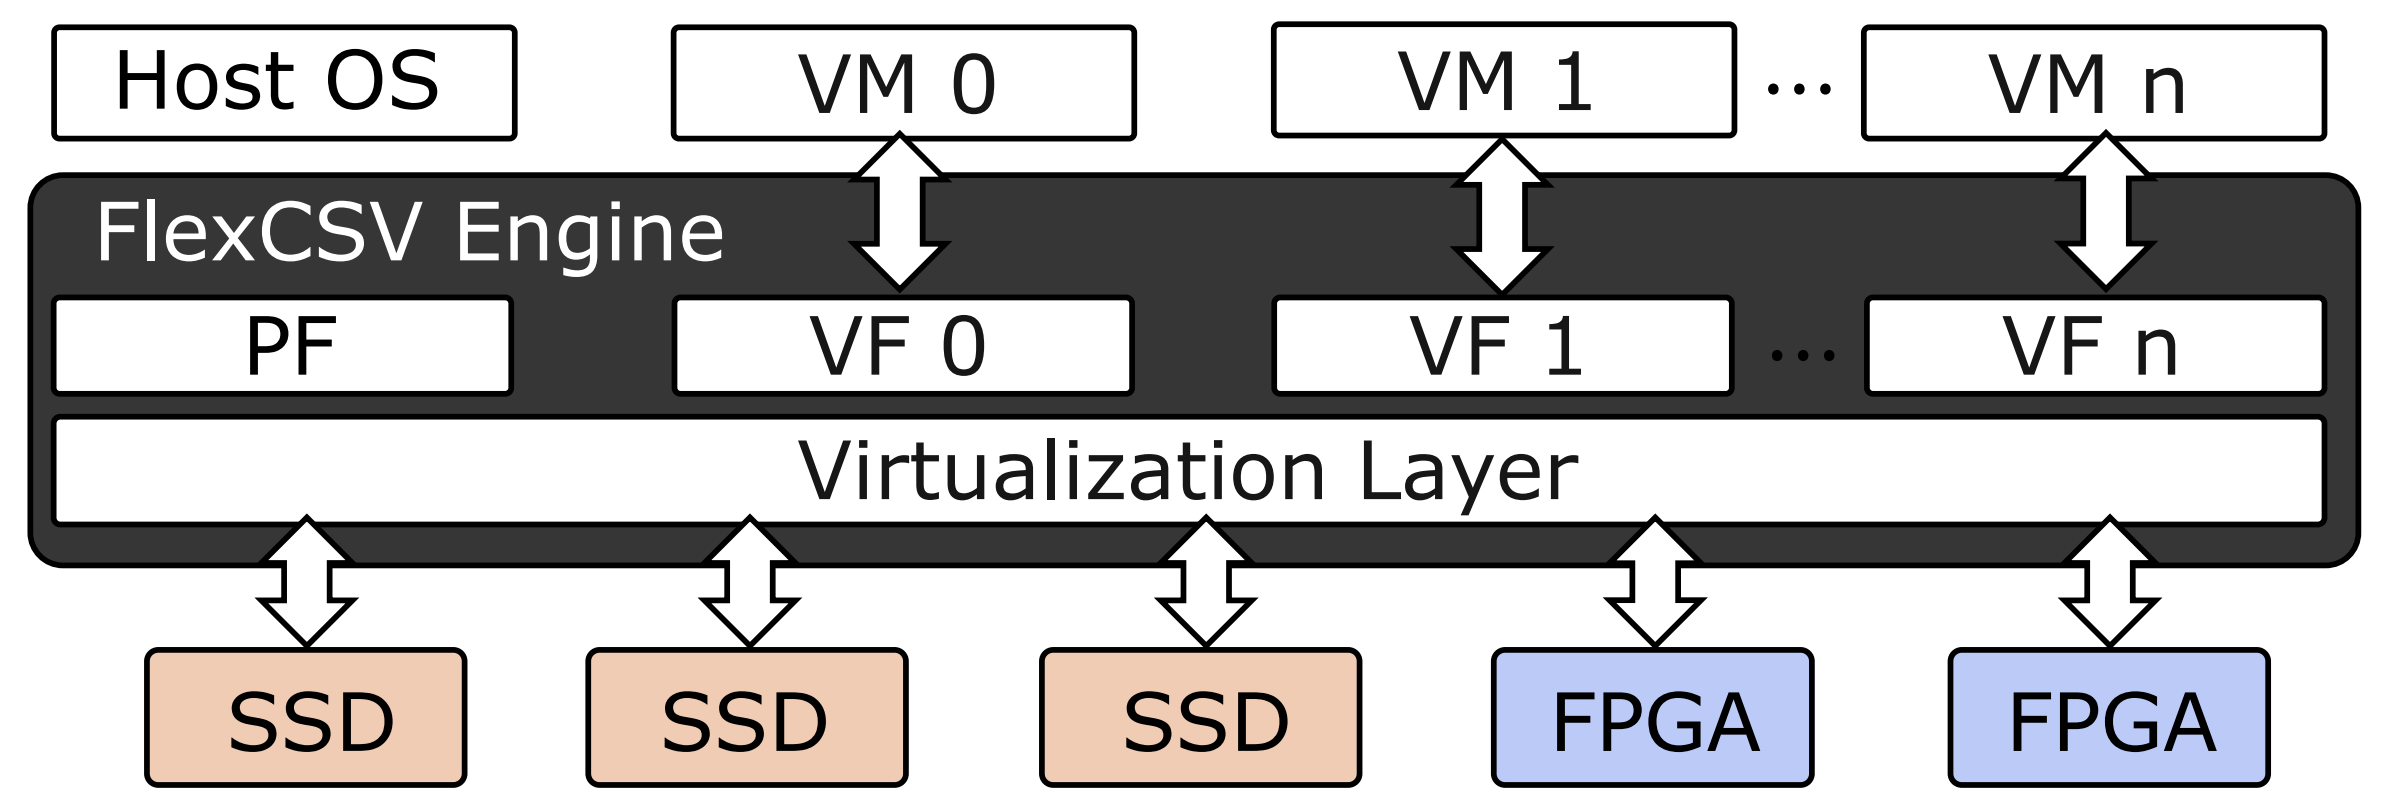 Host OS VM 0 VM 1 ... VM n
FlexCSV Engine
PF VF 0 VF 1 ... VF n
Virtualization Layer
SSD SSD SSD FPGA FPGA